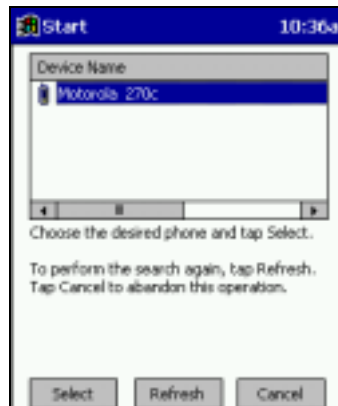 Start 10:36a
Device Name
Motorola 270c
Choose the desired phone and tap Select.
To perform the search again, tap Refresh.
Tap Cancel to abandon this operation.
Select Refresh Cancel